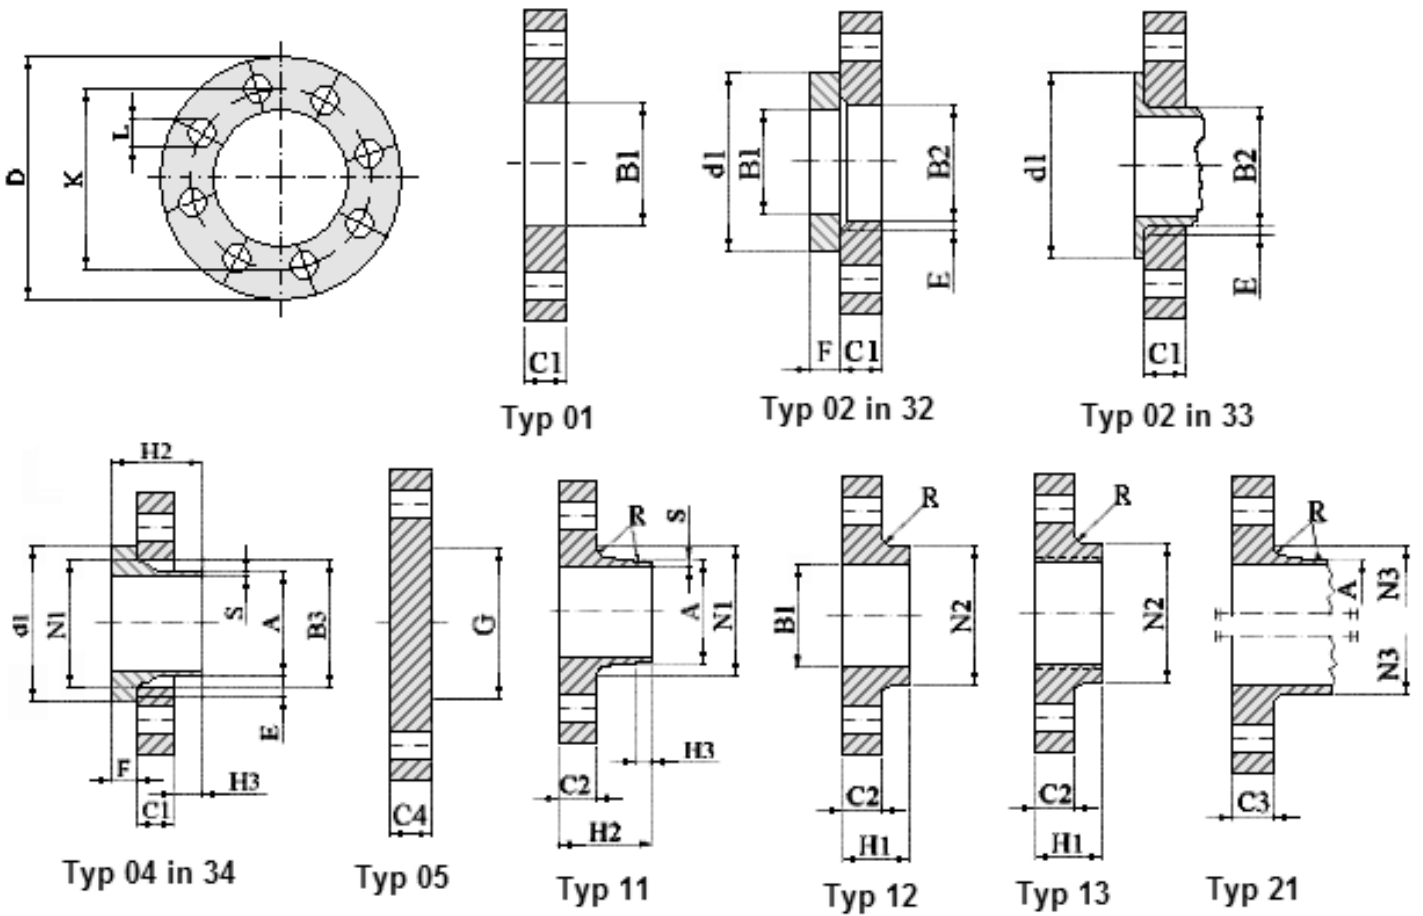 D
K
L
B1
C1
Typ 01
d1
B1
B2
E
F
C1
Typ 02 in 32
d1
B2
E
C1
Typ 02 in 33
H2
d1
N1
S
A
B3
E
F
H3
C1
Typ 04 in 34
G
C4
Typ 05
R
S
A
N1
H3
C2
H2
Typ 11
R
B1
N2
C2
H1
Typ 12
R
N2
C2
H1
Typ 13
R
A
N3
N3
C3
Typ 21